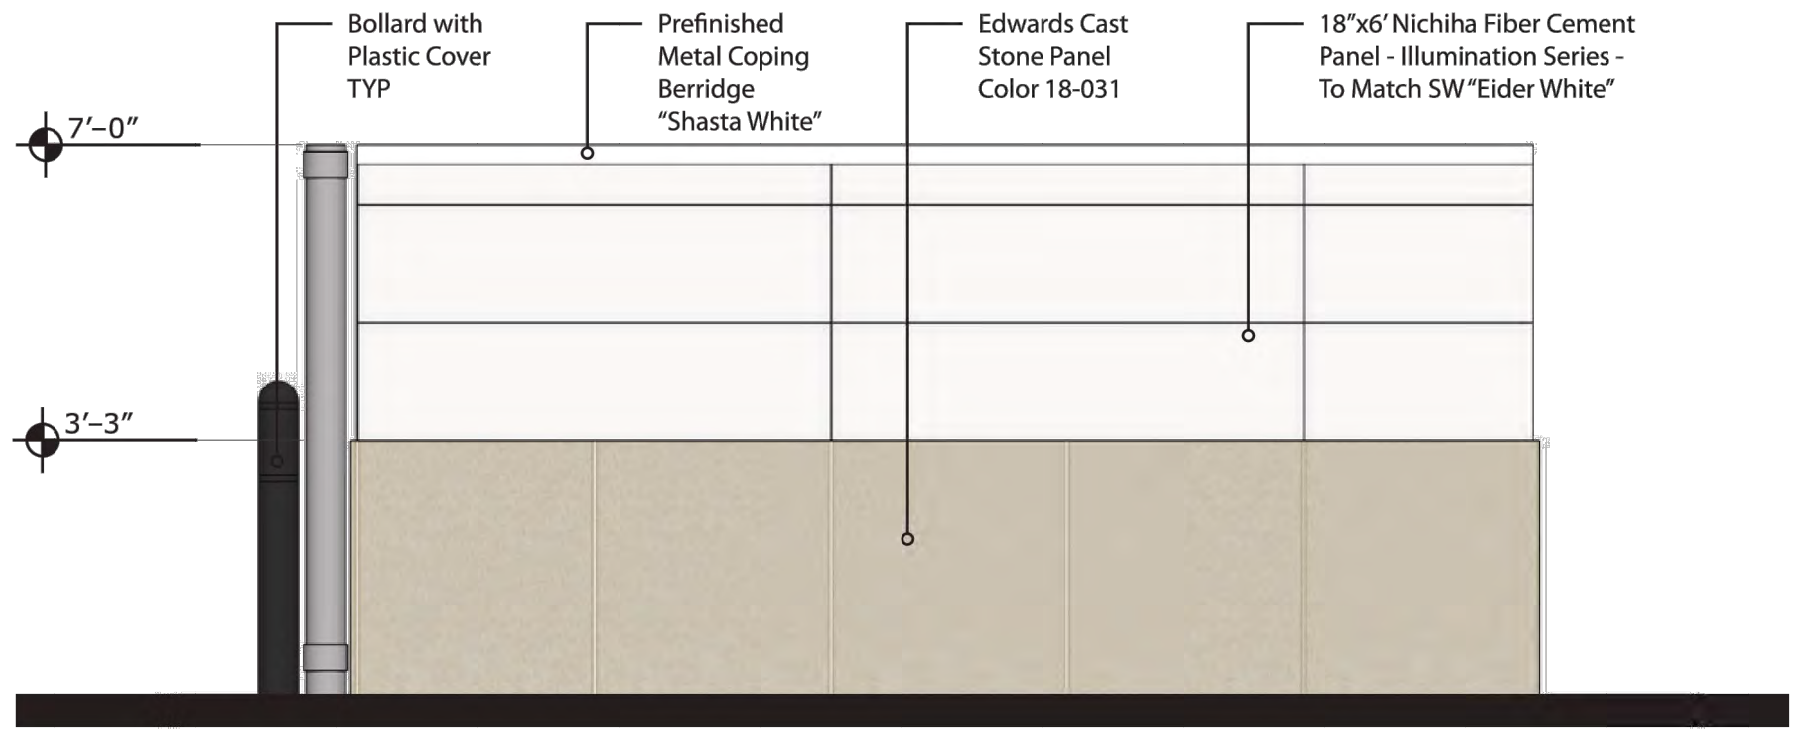 Bollard with
Plastic Cover
TYP
Prefinished
Metal Coping
Berridge
“Shasta White”
Edwards Cast
Stone Panel
Color 18-031
18”x6’ Nichiha Fiber Cement
Panel - Illumination Series -
To Match SW “Eider White”
7’–0”
3’–3”